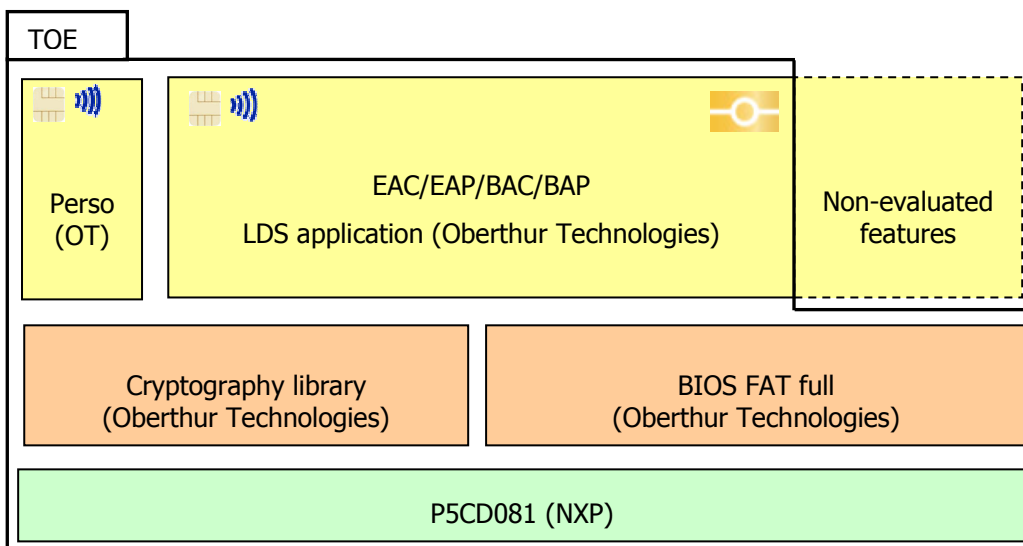 TOE
Perso
(OT)
EAC/EAP/BAC/BAP
LDS application (Oberthur Technologies)
Non-evaluated
features
Cryptography library
(Oberthur Technologies)
BIOS FAT full
(Oberthur Technologies)
P5CD081 (NXP)